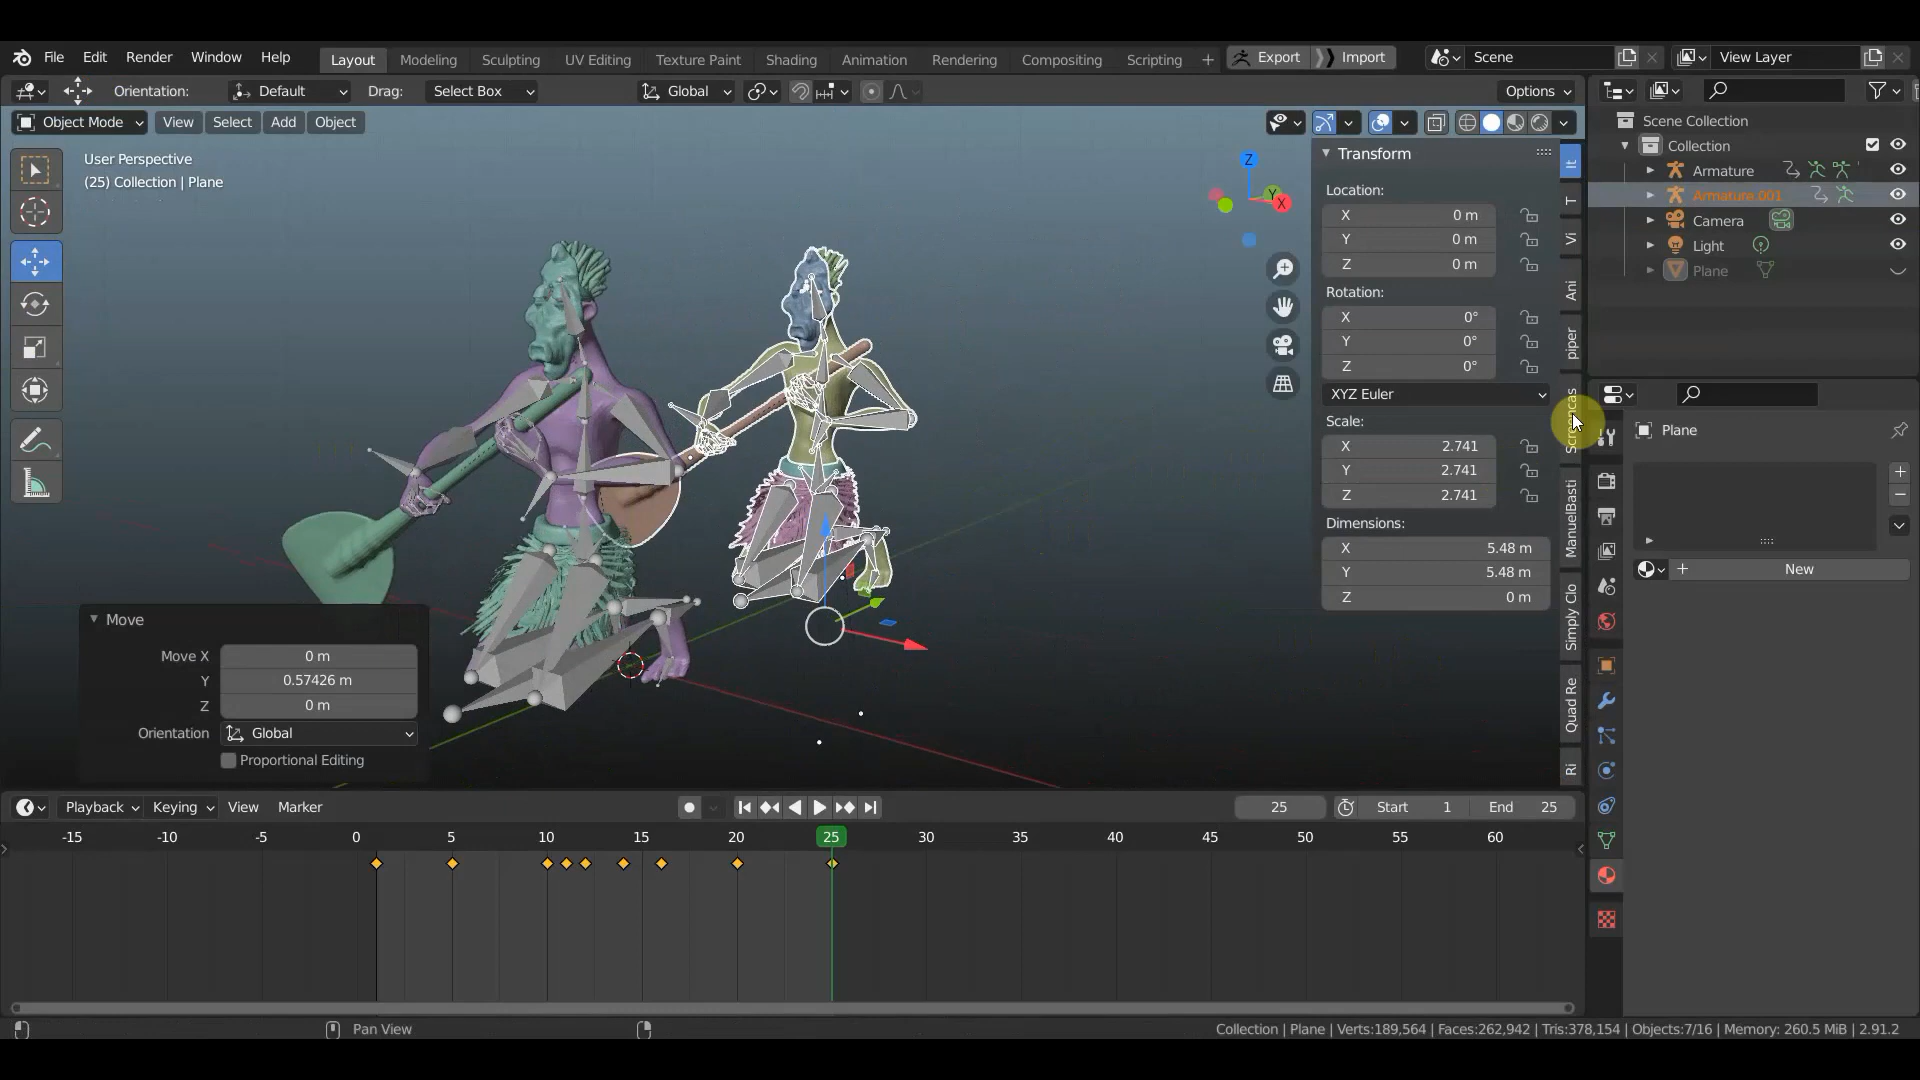 File Edit Render Window Help Layout Modeling Sculpting UV Editing Texture Paint Shading Animation Rendering Compositing Scripting + Export Import Scene View Layer
Orientation: Default Drag: Select Box Global Options
Object Mode View Select Add Object
User Perspective
(25) Collection | Plane
Z
Y
X
Transform
Location:
X 0 m
Y 0 m
Z 0 m
Rotation:
X 0°
Y 0°
Z 0°
XYZ Euler
Scale:
X 2.741
Y 2.741
Z 2.741
Dimensions:
X 5.48 m
Y 5.48 m
Z 0 m
It
T
Vi
Ani
piper
ManuelBasti
Simply Clo
Quad Re
Ri
Scene Collection
Collection
Armature
Armature.001
Camera
Light
Plane
Plane
New
Move
Move X 0 m
Y 0.57426 m
Z 0 m
Orientation Global
Proportional Editing
Playback Keying View Marker 25 Start 1 End 25
-15 -10 -5 0 5 10 15 20 25 30 35 40 45 50 55 60
Pan View
Collection | Plane | Verts:189,564 | Faces:262,942 | Tris:378,154 | Objects:7/16 | Memory: 260.5 MiB | 2.91.2